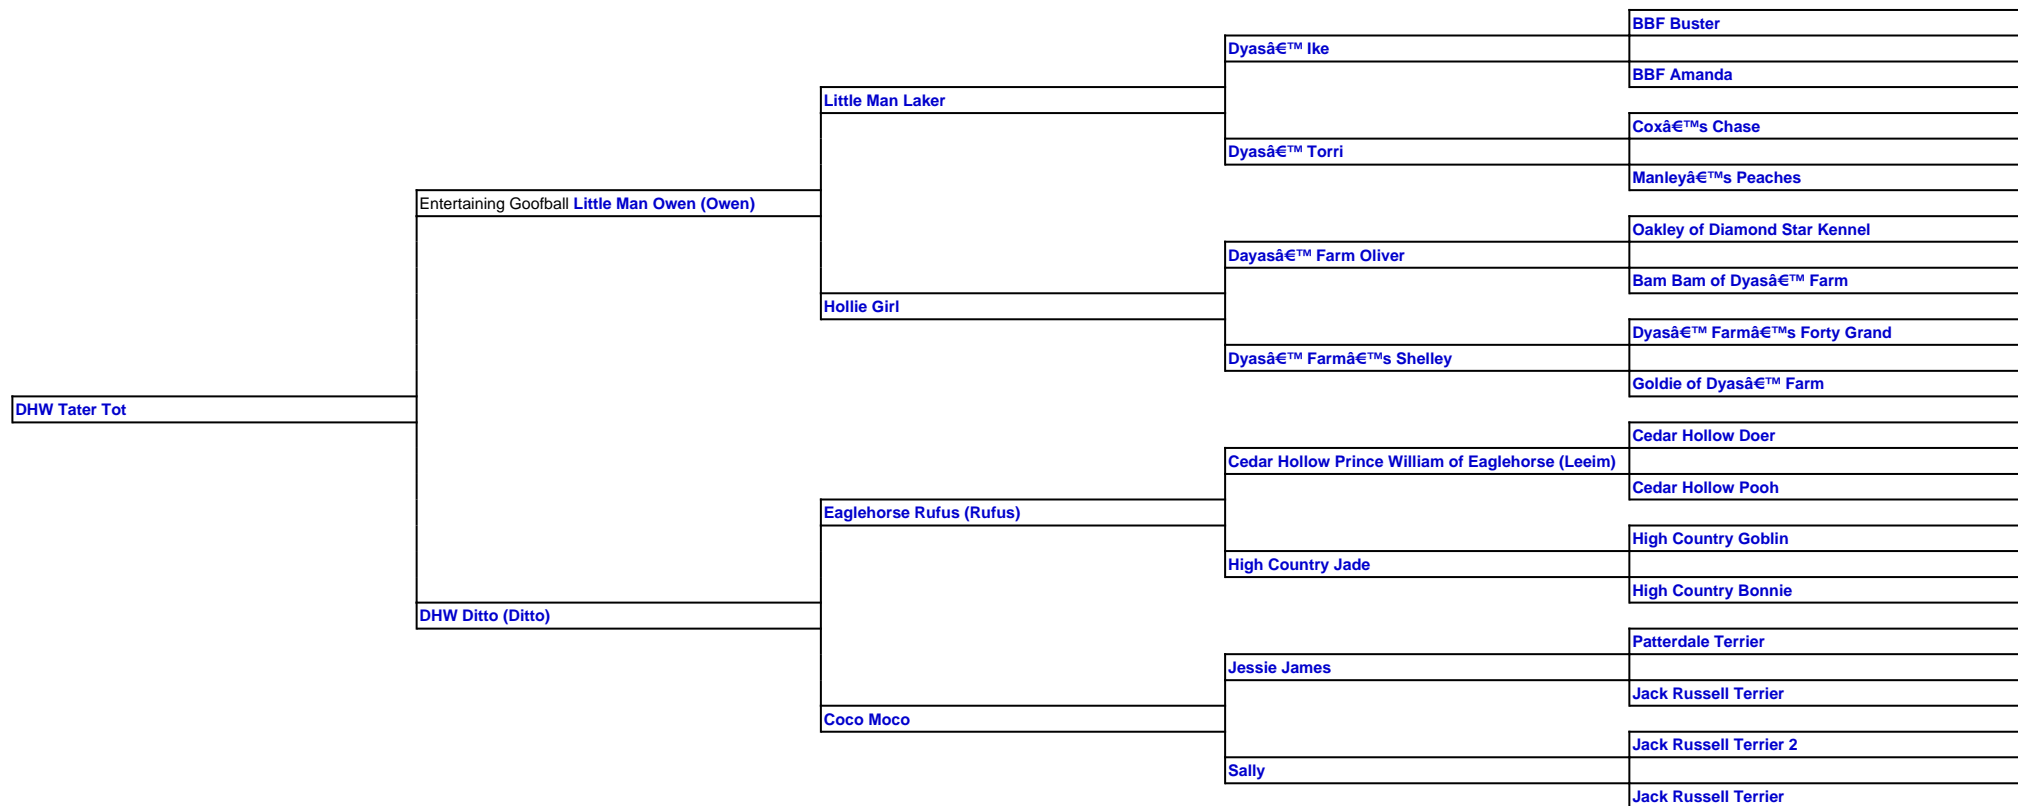 BBF Buster
Dyasâ€™ Ike
BBF Amanda
Little Man Laker
Coxâ€™s Chase
Dyasâ€™ Torri
Manleyâ€™s Peaches
Entertaining Goofball Little Man Owen (Owen)
Oakley of Diamond Star Kennel
Dayasâ€™ Farm Oliver
Bam Bam of Dyasâ€™ Farm
Hollie Girl
Dyasâ€™ Farmâ€™s Forty Grand
Dyasâ€™ Farmâ€™s Shelley
Goldie of Dyasâ€™ Farm
DHW Tater Tot
Cedar Hollow Doer
Cedar Hollow Prince William of Eaglehorse (Leeim)
Cedar Hollow Pooh
Eaglehorse Rufus (Rufus)
High Country Goblin
High Country Jade
High Country Bonnie
DHW Ditto (Ditto)
Patterdale Terrier
Jessie James
Jack Russell Terrier
Coco Moco
Jack Russell Terrier 2
Sally
Jack Russell Terrier